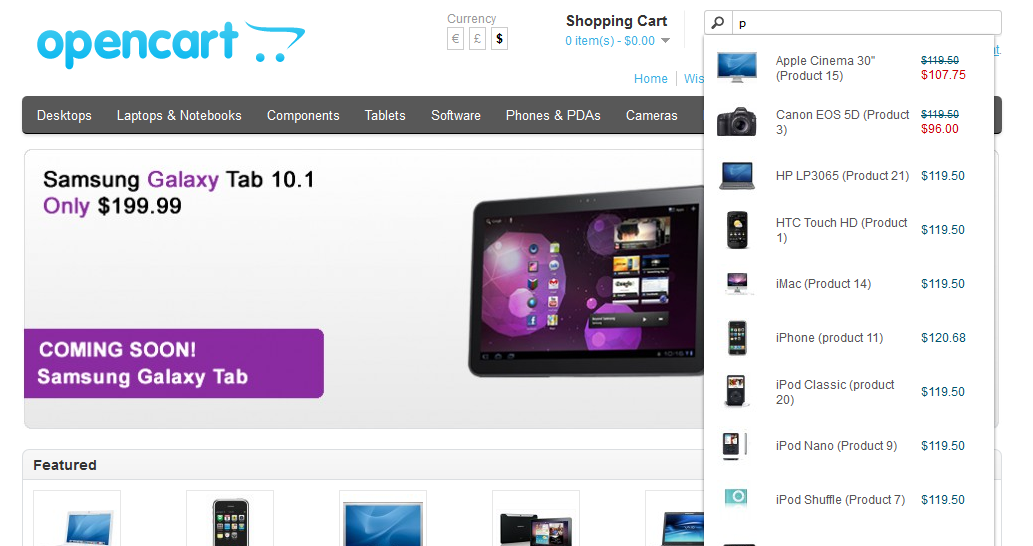 opencart
Currency
€ £ $
Shopping Cart
0 item(s) - $0.00
p
Home
Wis
t.
Desktops Laptops & Notebooks Components Tablets Software Phones & PDAs Cameras
Samsung Galaxy Tab 10.1
Only $199.99
COMING SOON!
Samsung Galaxy Tab
Apple Cinema 30" $119.50
(Product 15) $107.75
Canon EOS 5D (Product $119.50
3) $96.00
HP LP3065 (Product 21) $119.50
HTC Touch HD (Product
1) $119.50
iMac (Product 14) $119.50
iPhone (product 11) $120.68
iPod Classic (product
20) $119.50
iPod Nano (Product 9) $119.50
iPod Shuffle (Product 7) $119.50
Featured